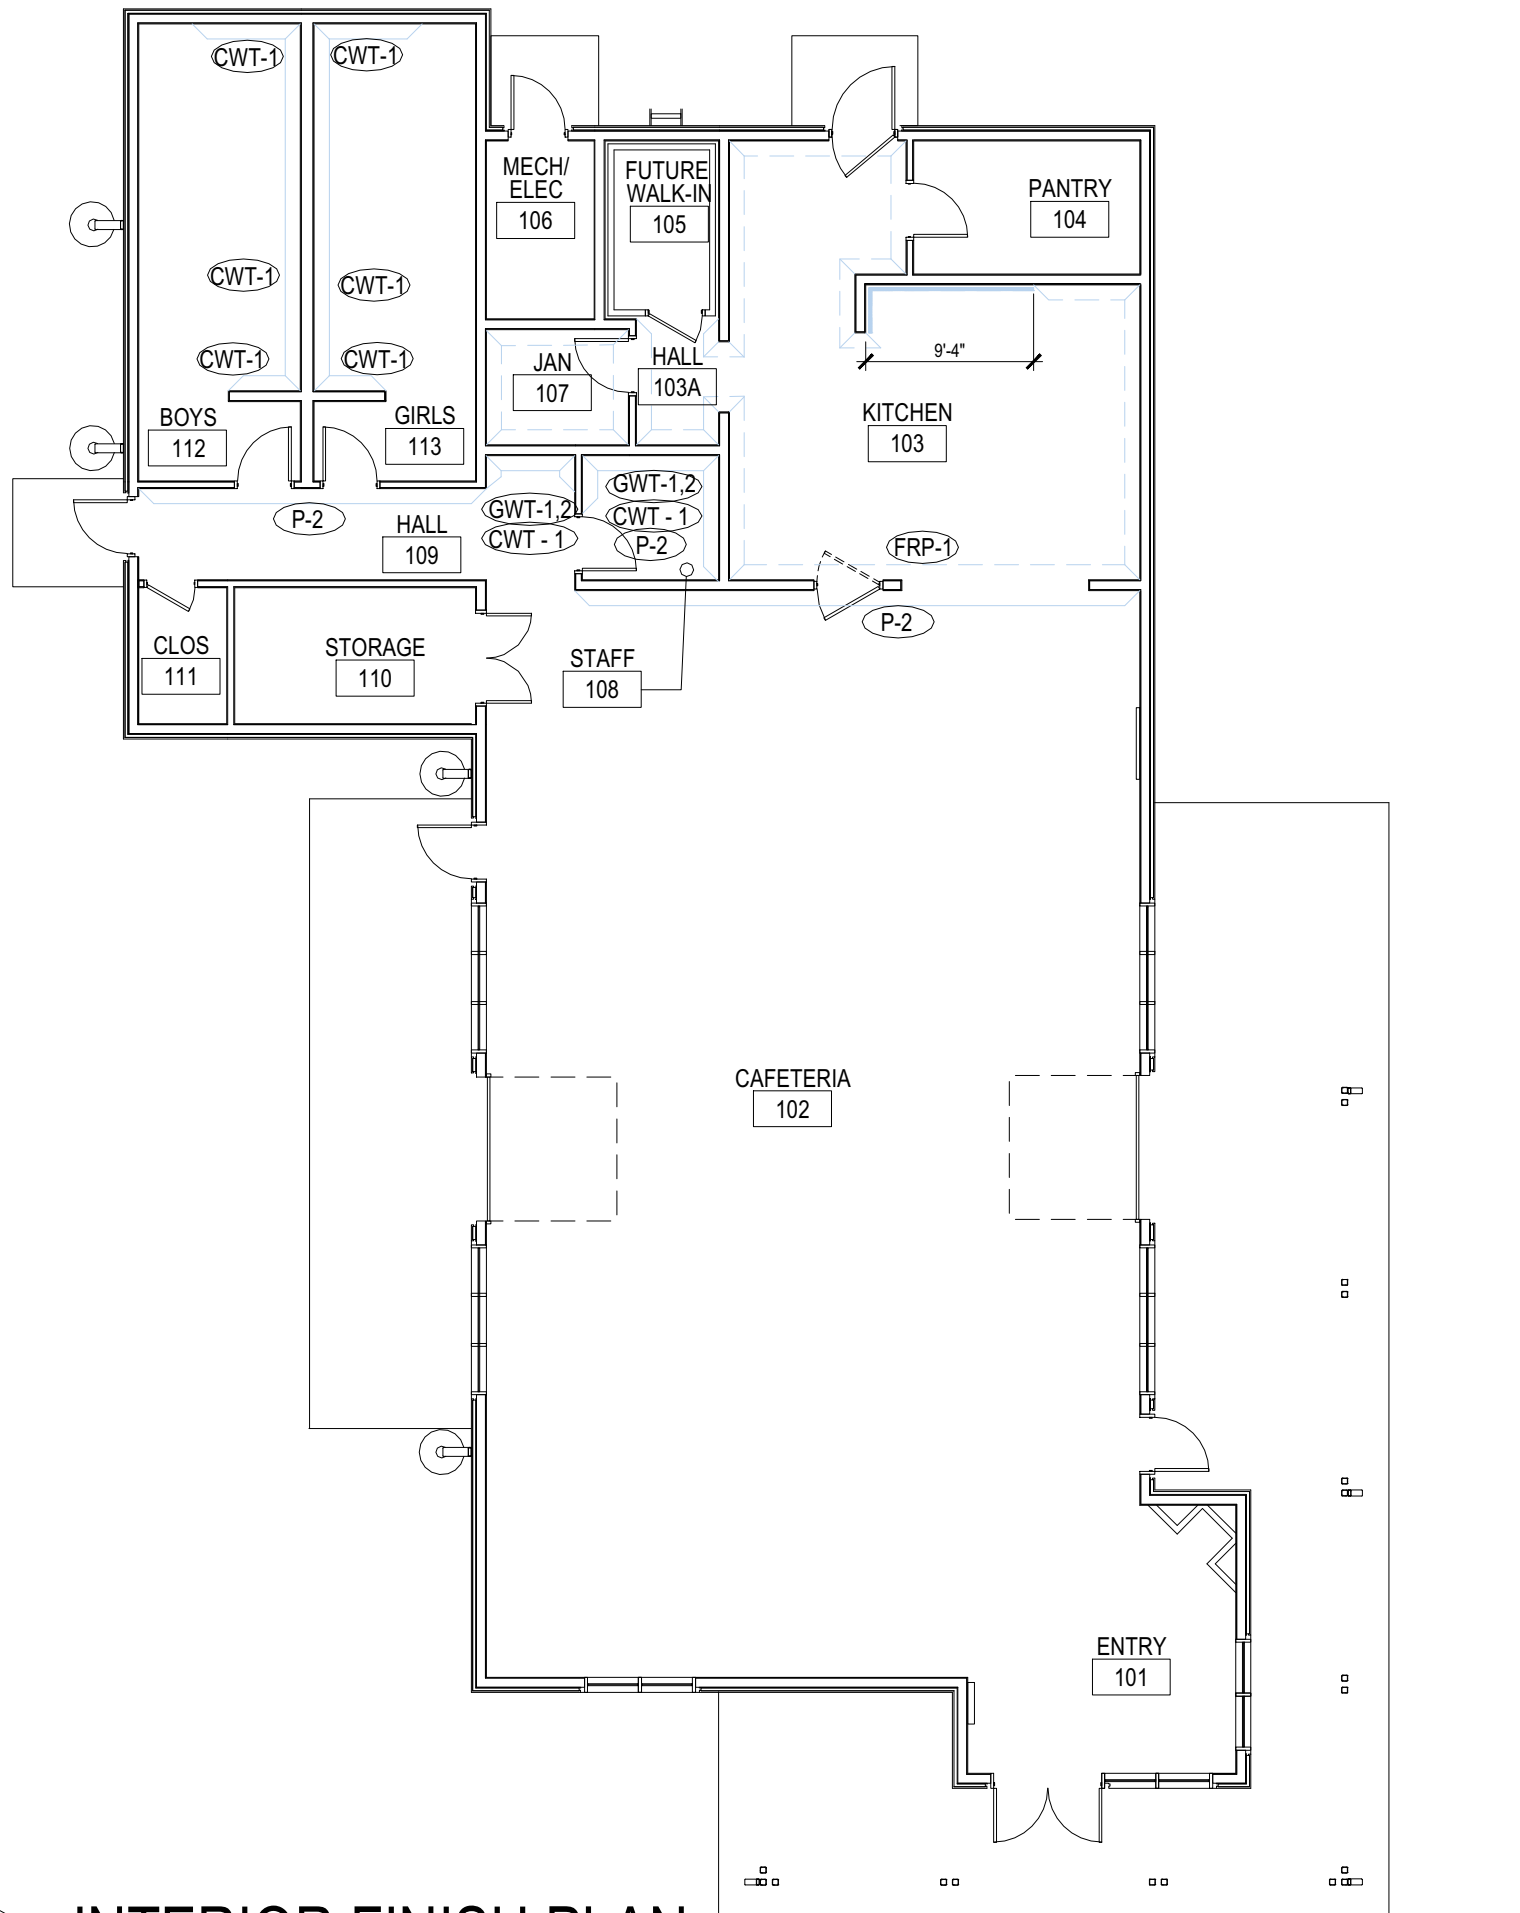 CWT-1
CWT-1
MECH/
ELEC
106
FUTURE
WALK-IN
105
PANTRY
104
CWT-1
CWT-1
CWT-1
CWT-1
JAN
107
HALL
103A
9'-4"
BOYS
112
GIRLS
113
KITCHEN
103
GWT-1,2
CWT - 1
GWT-1,2
CWT - 1
P-2
P-2
HALL
109
FRP-1
P-2
CLOS
111
STORAGE
110
STAFF
108
CAFETERIA
102
ENTRY
101
INTERIOR FINISH PLAN